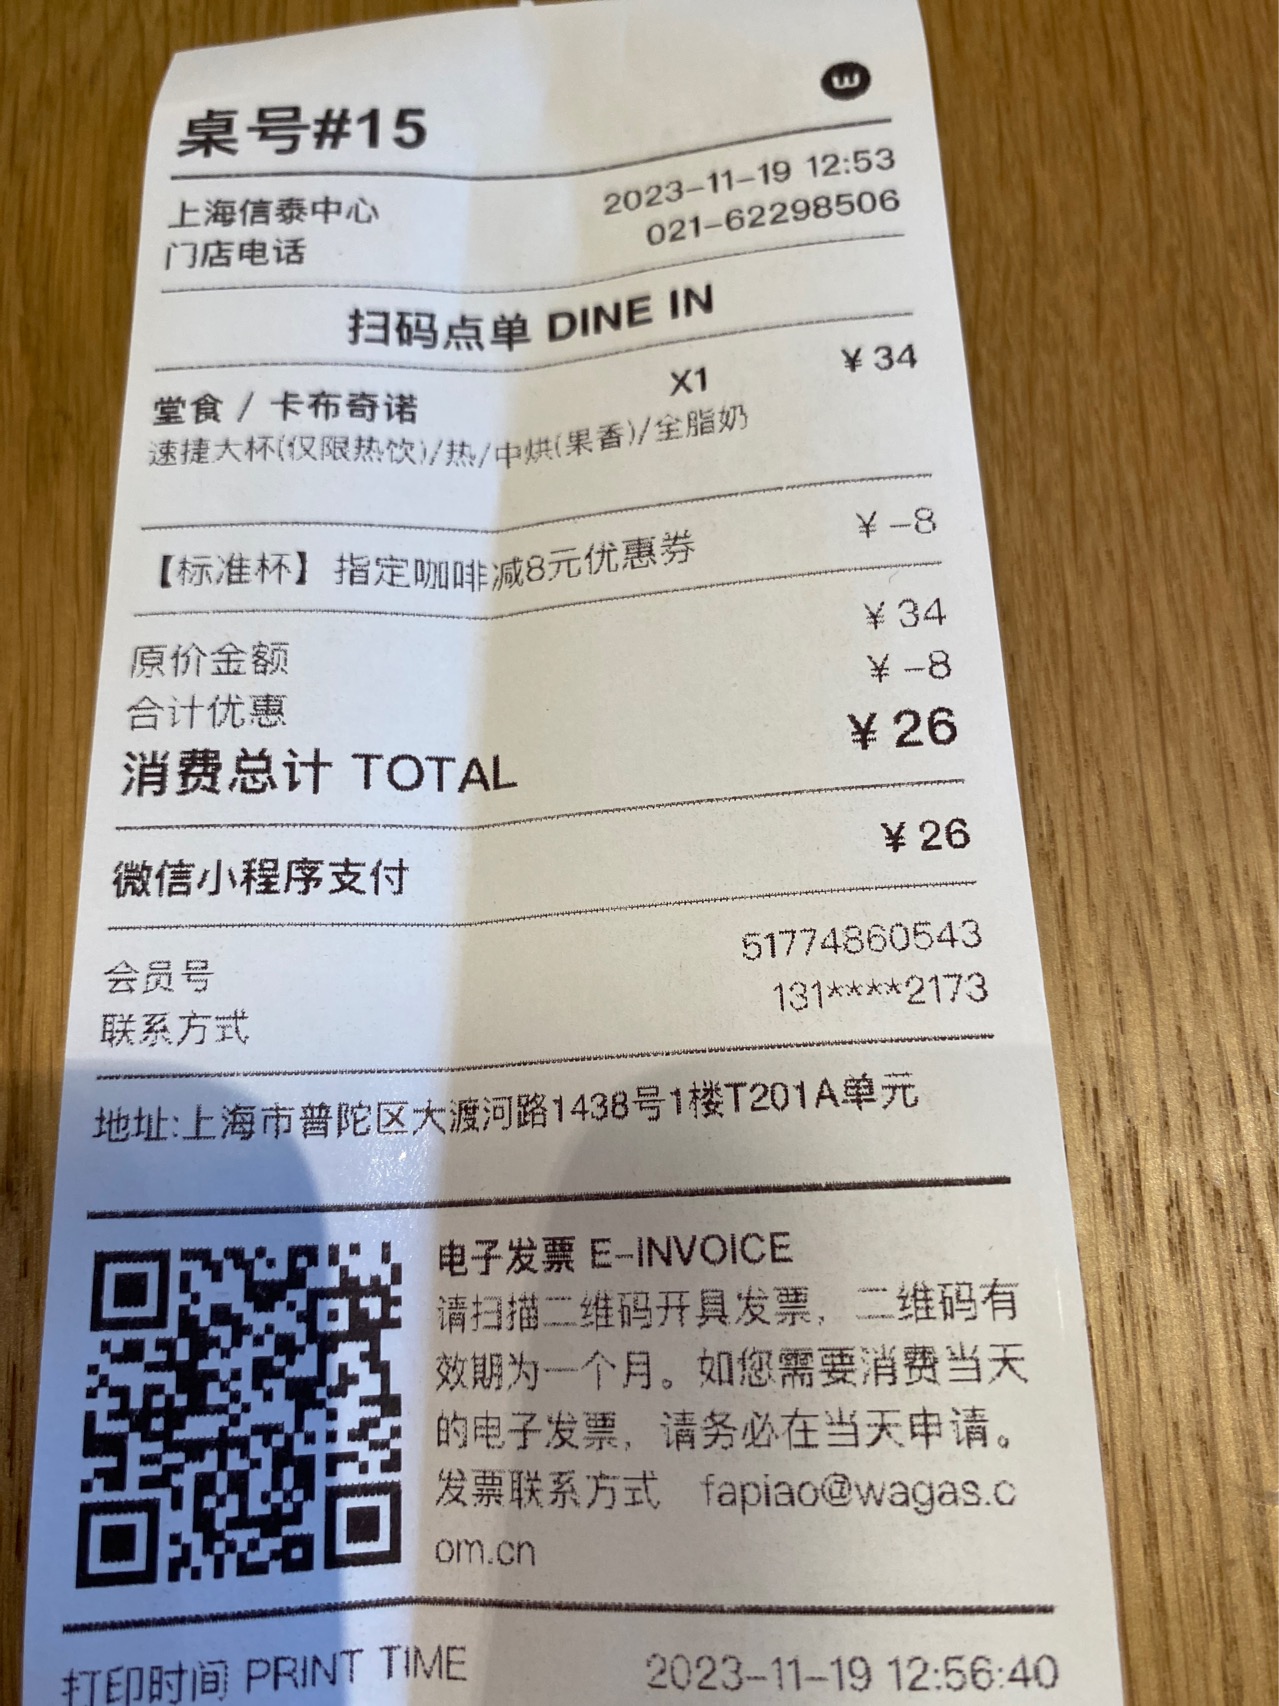 W
桌号#15
上海信泰中心 2023-11-19 12:53
门店电话 021-62298506
扫码点单 DINE IN
堂食 / 卡布奇诺 X1 ¥34
速捷大杯(仅限热饮)/热/中烘(果香)/全脂奶
【标准杯】指定咖啡减8元优惠券 ¥-8
原价金额 ¥34
合计优惠 ¥-8
消费总计 TOTAL ¥26
微信小程序支付 ¥26
会员号 51774860543
联系方式 131****2173
地址:上海市普陀区大渡河路1438号1楼T201A单元
电子发票 E-INVOICE
请扫描二维码开具发票，二维码有
效期为一个月。如您需要消费当天
的电子发票，请务必在当天申请。
发票联系方式 fapiao@wagas.c
om.cn
打印时间 PRINT TIME 2023-11-19 12:56:40